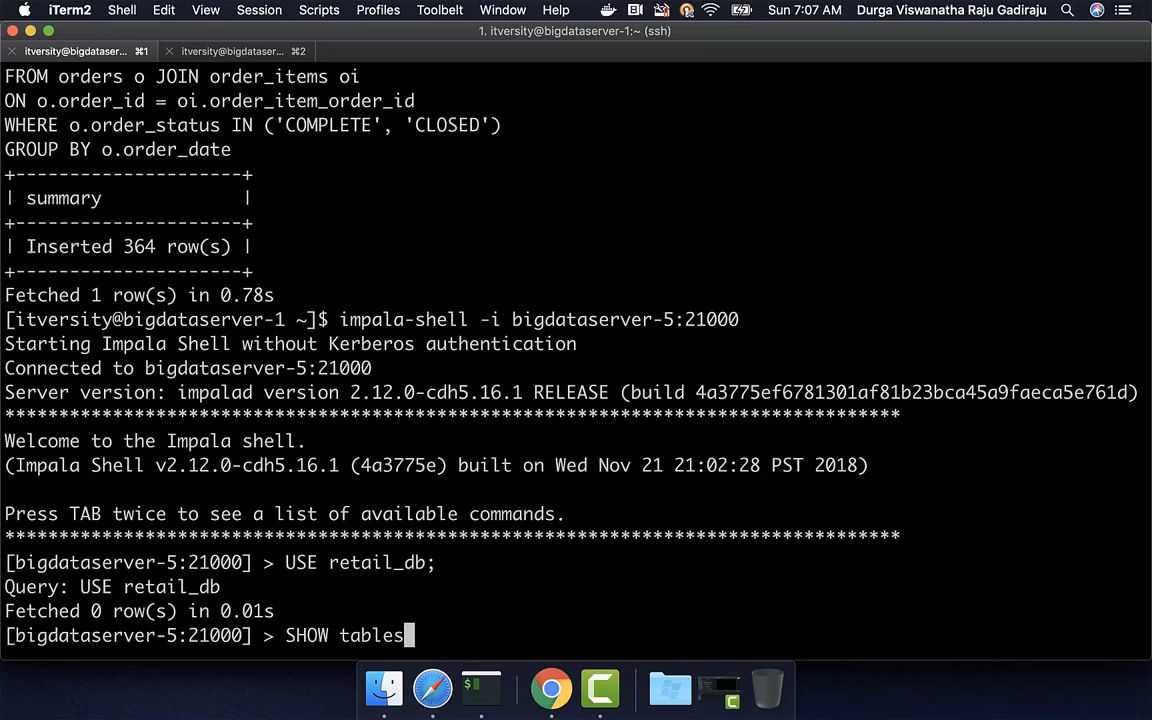 iTerm2 Shell Edit View Session Scripts Profiles Toolbelt Window Help Sun 7:07 AM Durga Viswanatha Raju Gadiraju
1. itversity@bigdataserver-1:~ (ssh)
itversity@bigdataser... ⌘1 itversity@bigdataser... ⌘2
FROM orders o JOIN order_items oi
ON o.order_id = oi.order_item_order_id
WHERE o.order_status IN ('COMPLETE', 'CLOSED')
GROUP BY o.order_date
+---------------------+
| summary             |
+---------------------+
| Inserted 364 row(s) |
+---------------------+
Fetched 1 row(s) in 0.78s
[itversity@bigdataserver-1 ~]$ impala-shell -i bigdataserver-5:21000
Starting Impala Shell without Kerberos authentication
Connected to bigdataserver-5:21000
Server version: impalad version 2.12.0-cdh5.16.1 RELEASE (build 4a3775ef6781301af81b23bca45a9faeca5e761d)
***********************************************************************************
Welcome to the Impala shell.
(Impala Shell v2.12.0-cdh5.16.1 (4a3775e) built on Wed Nov 21 21:02:28 PST 2018)
Press TAB twice to see a list of available commands.
***********************************************************************************
[bigdataserver-5:21000] > USE retail_db;
Query: USE retail_db
Fetched 0 row(s) in 0.01s
[bigdataserver-5:21000] > SHOW tables